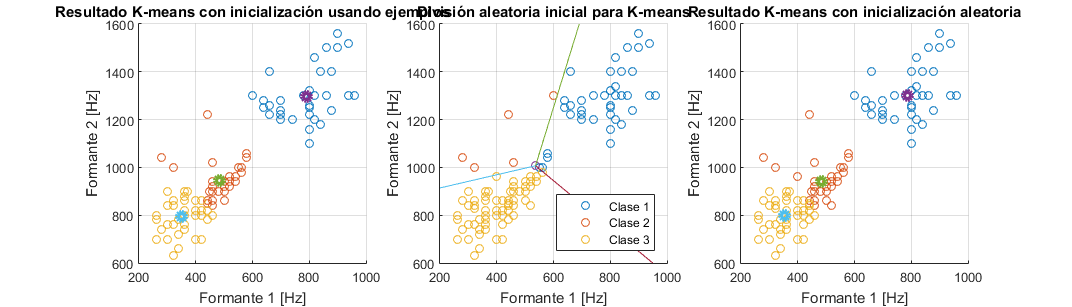 Resultado K-means con inicialización usando ejemplos
División aleatoria inicial para K-means
Resultado K-means con inicialización aleatoria
1600
1400
1200
1000
800
600
Formante 2 [Hz]
200 400 600 800 1000
Formante 1 [Hz]
1600
1400
1200
1000
800
600
Formante 2 [Hz]
Clase 1
Clase 2
Clase 3
200 400 600 800 1000
Formante 1 [Hz]
1600
1400
1200
1000
800
600
Formante 2 [Hz]
200 400 600 800 1000
Formante 1 [Hz]